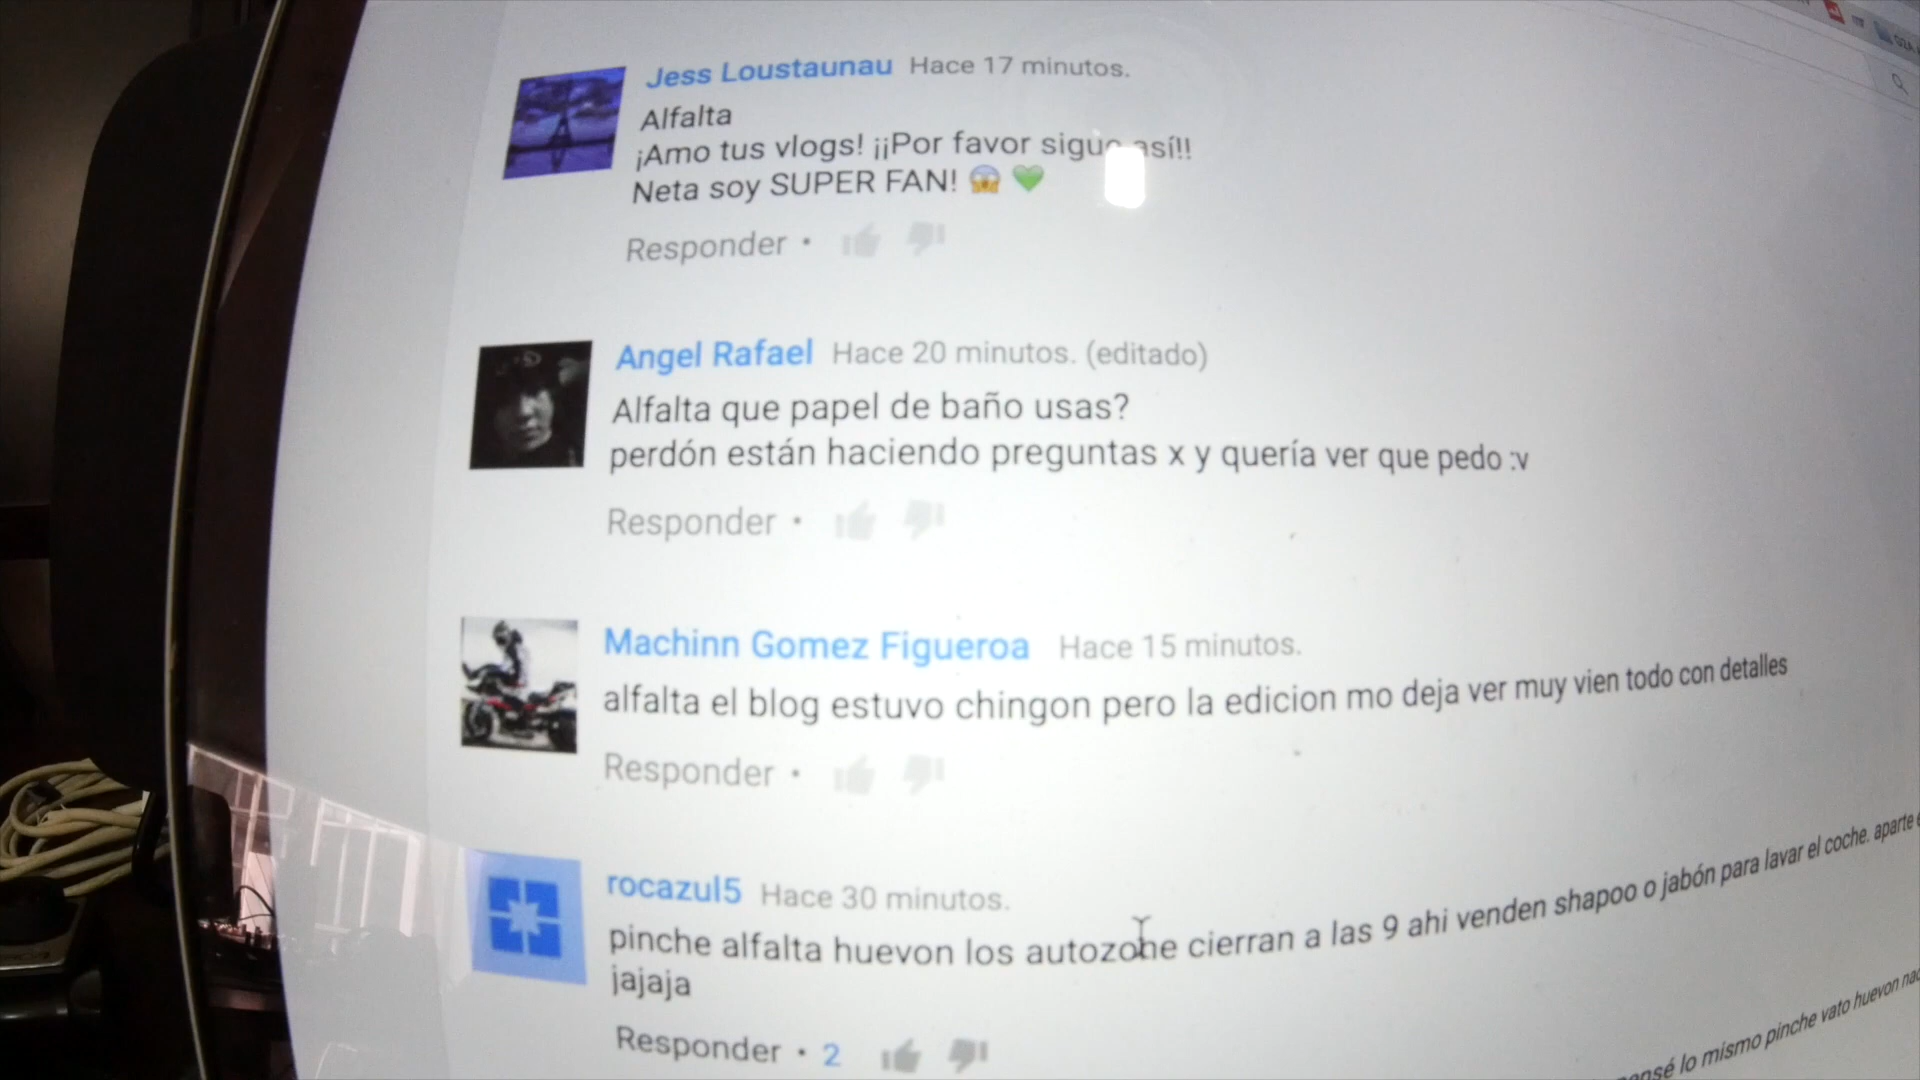 Jess Loustaunau Hace 17 minutos.
Alfalta
¡Amo tus vlogs! ¡¡Por favor sigue así!!
Neta soy SUPER FAN! 😱 💚
Responder •
Angel Rafael Hace 20 minutos. (editado)
Alfalta que papel de baño usas?
perdón están haciendo preguntas x y quería ver que pedo :v
Responder •
Machinn Gomez Figueroa Hace 15 minutos.
alfalta el blog estuvo chingon pero la edicion mo deja ver muy vien todo con detalles
Responder •
rocazul5 Hace 30 minutos.
pinche alfalta huevon los autozone cierran a las 9 ahi venden shapoo o jabón para lavar el coche. aparte
jajaja
Responder • 2
lo mismo pinche vato huevon